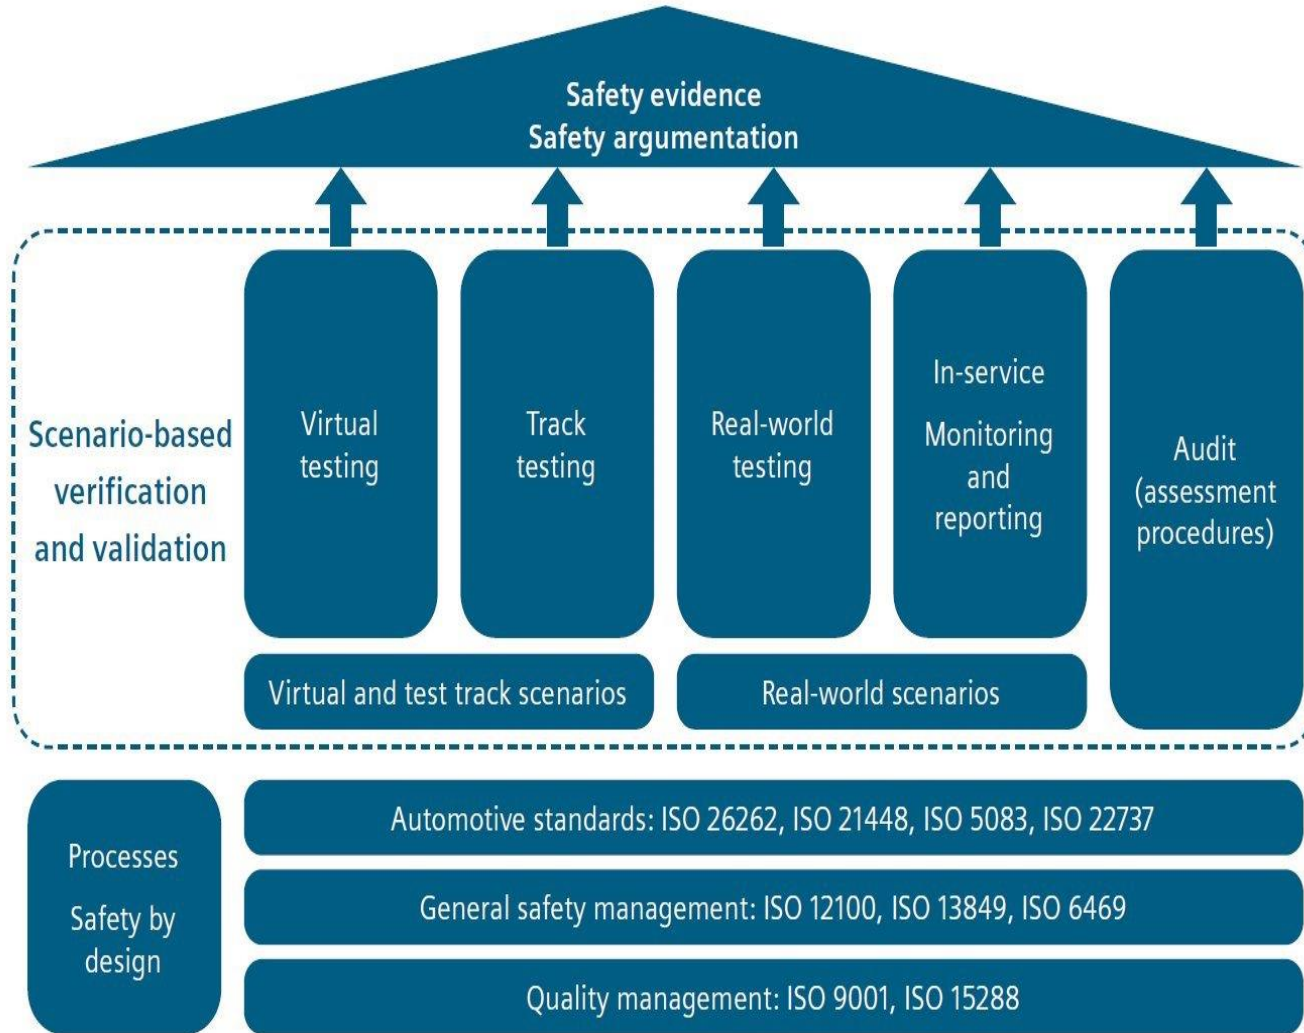 Safety evidence
Safety argumentation
Scenario-based
verification
and validation
Virtual
testing
Track
testing
Real-world
testing
In-service
Monitoring
and
reporting
Audit
(assessment
procedures)
Virtual and test track scenarios
Real-world scenarios
Processes
Safety by
design
Automotive standards: ISO 26262, ISO 21448, ISO 5083, ISO 22737
General safety management: ISO 12100, ISO 13849, ISO 6469
Quality management: ISO 9001, ISO 15288